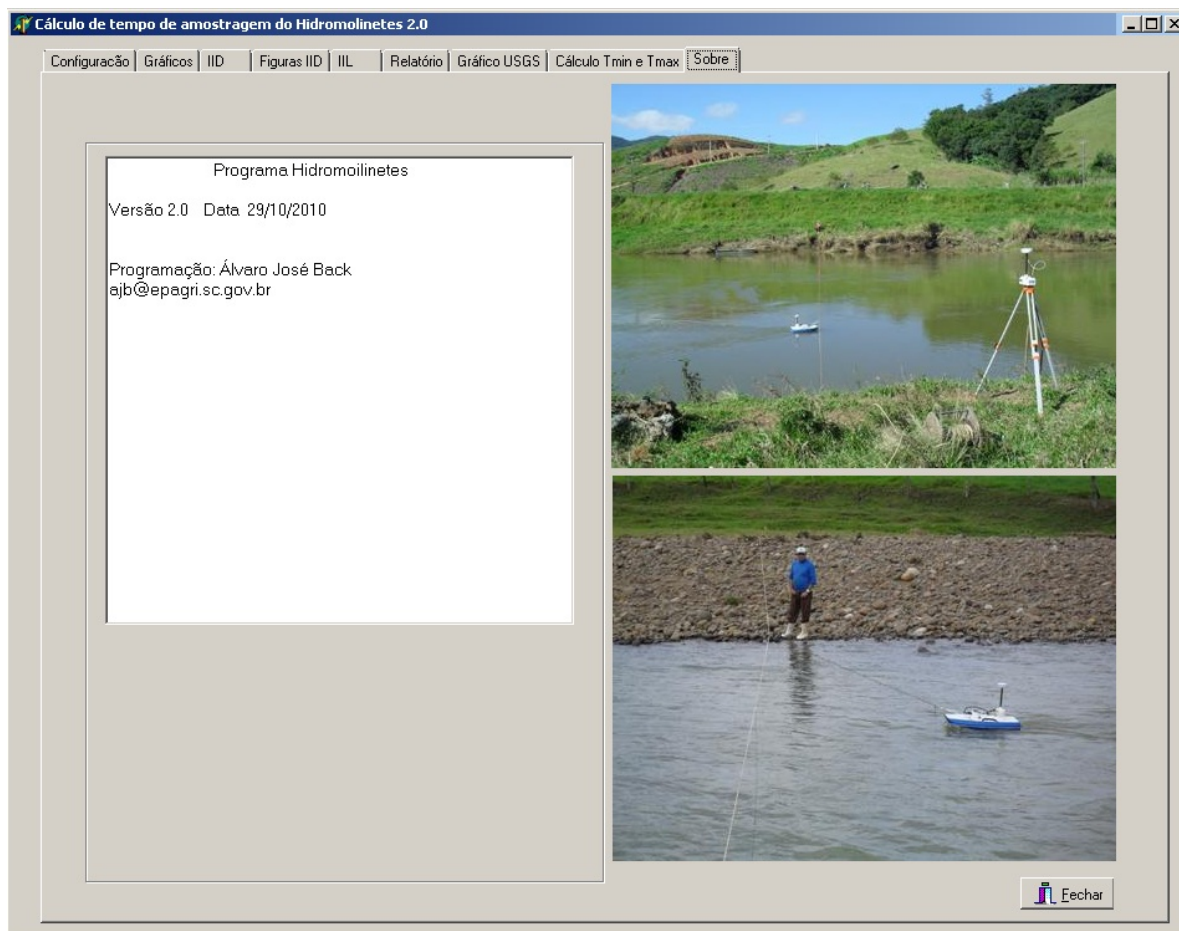 Cálculo de tempo de amostragem do Hidromolinetes 2.0
Configuracão Gráficos IID Figuras IID IIL Relatório Gráfico USGS Cálculo Tmin e Tmax Sobre
Programa Hidromoilinetes
Versão 2.0 Data 29/10/2010
Programação: Álvaro José Back
ajb@epagri.sc.gov.br
Fechar